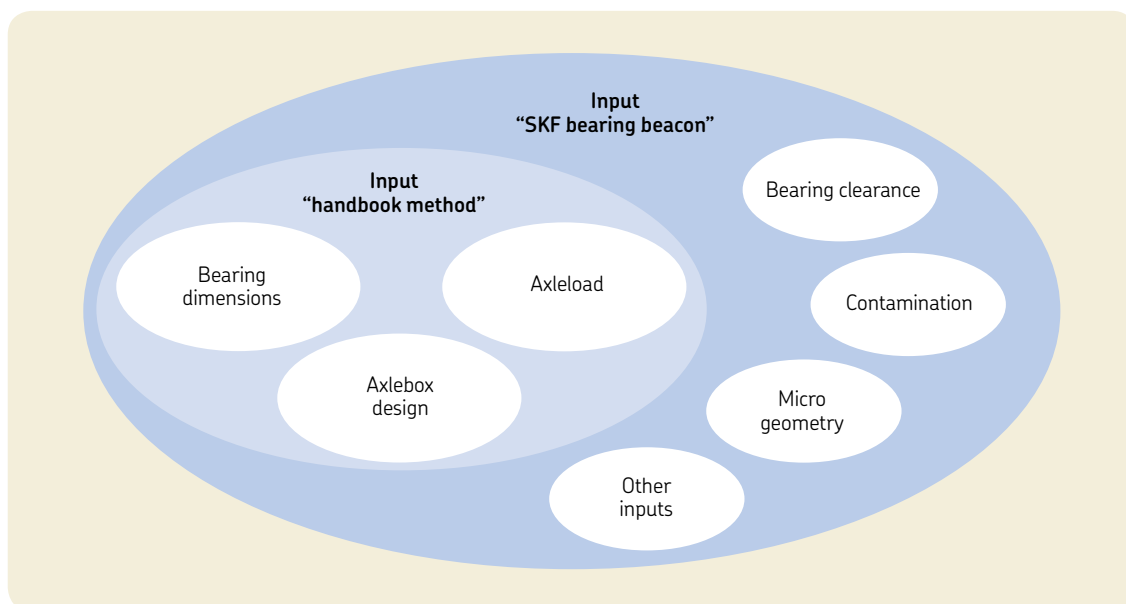 Input
“SKF bearing beacon”
Input
“handbook method”
Bearing
dimensions
Axleload
Axlebox
design
Bearing clearance
Contamination
Micro
geometry
Other
inputs